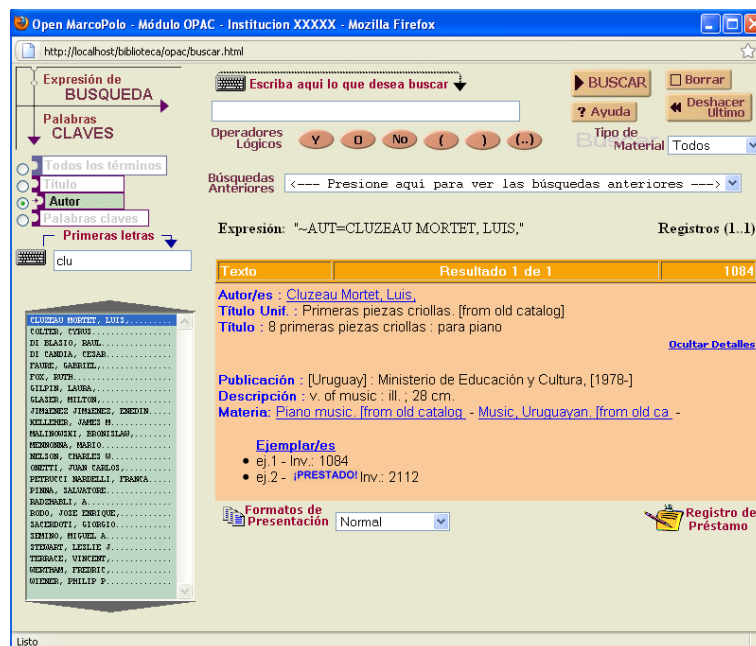 Open MarcoPolo - Módulo OPAC - Institucion XXXXX - Mozilla Firefox
http://localhost/biblioteca/opac/buscar.html
Expresión de
BUSQUEDA
Palabras
CLAVES
Todos los términos
Título
Autor
Palabras claves
Primeras letras
clu
CLUZEAU MORTET, LUIS,.........
COLTER, CYRUS..............
DI BLASIO, RAUL............
DI CANDIA, CESAR...........
FAURE, GABRIEL,............
FOX, RUTH..................
GILPIN, LAURA,.............
GLASER, MILTON,............
JIMÃENEZ JIMÃENEZ, ENEDIN....
KELLEHER, JAMES M..........
MALINOWSKI, BRONISLAW,.....
MENNONNA, MARIO............
NELSON, CHARLES W..........
ONETTI, JUAN CARLOS,.......
PETRUCCI NARDELLI, FRANCA....
PINNA, SALVATORE...........
RADZHABLI, A...............
RODO, JOSE ENRIQUE,........
SACERDOTI, GIORGIO.........
SEMINO, MIGUEL A...........
STEWART, LESLIE J..........
TERRACE, VINCENT,..........
WERTHAM, FREDRIC,..........
WIENER, PHILIP P...........
Escriba aqui lo que desea buscar
BUSCAR
Borrar
? Ayuda
Deshacer
Ultimo
Operadores
Lógicos
Y
O
No
(
)
(..)
Buscar
Tipo de
Material
Todos
Búsquedas
Anteriores
<--- Presione aquí para ver las búsquedas anteriores --->
Expresión: "~AUT=CLUZEAU MORTET, LUIS,"
Registros (1..1)
Texto
Resultado 1 de 1
1084
Autor/es : Cluzeau Mortet, Luis,
Título Unif. : Primeras piezas criollas. [from old catalog]
Título : 8 primeras piezas criollas : para piano
Ocultar Detalles
Publicación : [Uruguay] : Ministerio de Educación y Cultura, [1978-]
Descripción : v. of music : ill. ; 28 cm.
Materia: Piano music. [from old catalog - Music, Uruguayan. [from old ca -
Ejemplar/es
ej.1 - Inv.: 1084
ej.2 - ¡PRESTADO! Inv.: 2112
Formatos de
Presentación
Normal
Registro de
Préstamo
Listo